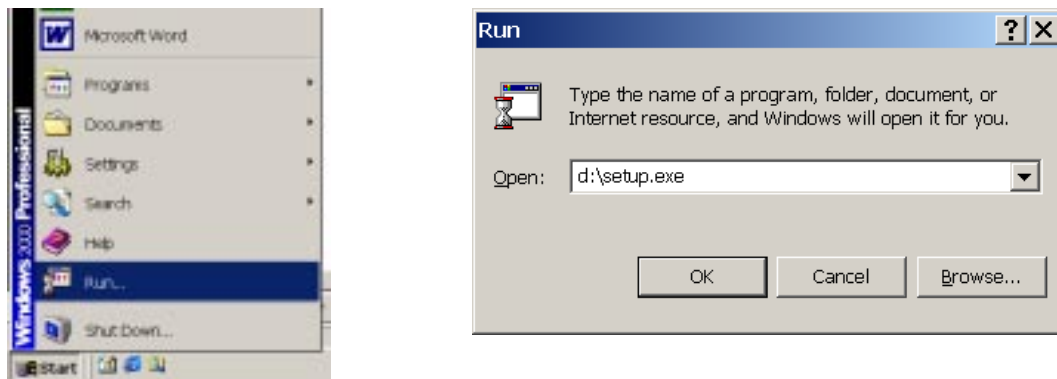 Microsoft Word
Programs
Documents
Settings
Search
Help
Run...
Shut Down...
Windows 2000 Professional
Start
Run
Type the name of a program, folder, document, or
Internet resource, and Windows will open it for you.
Open:
d:\setup.exe
OK
Cancel
Browse...